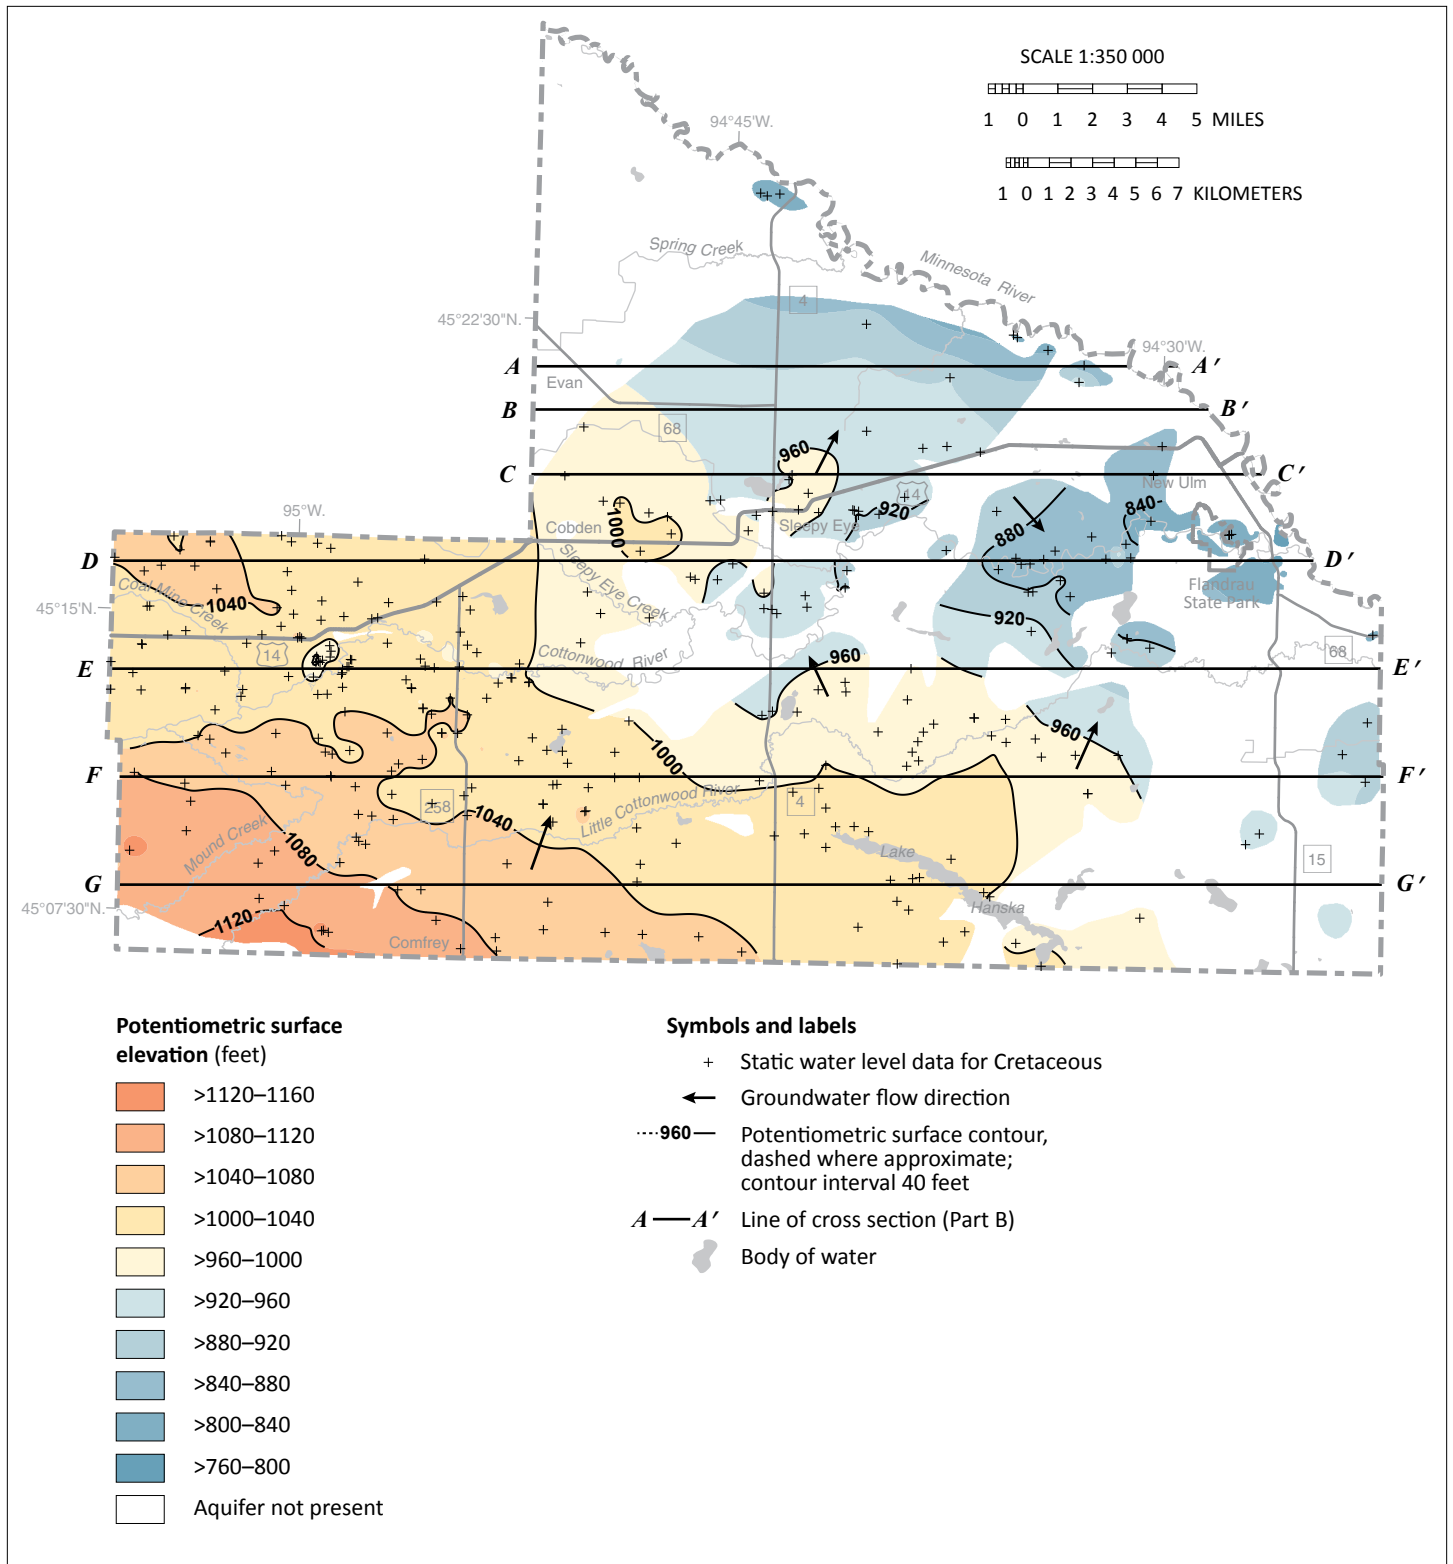 SCALE 1:350 000
1 0 1 2 3 4 5 MILES
1 0 1 2 3 4 5 6 7 KILOMETERS
94°45'W.
Spring Creek
Minnesota River
4
45°22'30"N.
94°30'W.
A
A′
Evan
B
B′
68
960
C
C′
1000
14
920
New Ulm
840
95°W.
Cobden
Sleepy Eye
880
D
D′
Coal Mine Creek
Sleepy Eye Creek
Flandrau
State Park
45°15'N.
1040
920
14
Cottonwood River
960
68
E
E′
960
1000
F
F′
258
1040
Little Cottonwood River
4
Mound Creek
1080
Lake
15
G
G′
45°07'30"N.
1120
Hanska
Comfrey
Potentiometric surface
elevation (feet)
>1120–1160
>1080–1120
>1040–1080
>1000–1040
>960–1000
>920–960
>880–920
>840–880
>800–840
>760–800
Aquifer not present
Symbols and labels
Static water level data for Cretaceous
Groundwater flow direction
960
Potentiometric surface contour,
dashed where approximate;
contour interval 40 feet
A A′ Line of cross section (Part B)
Body of water